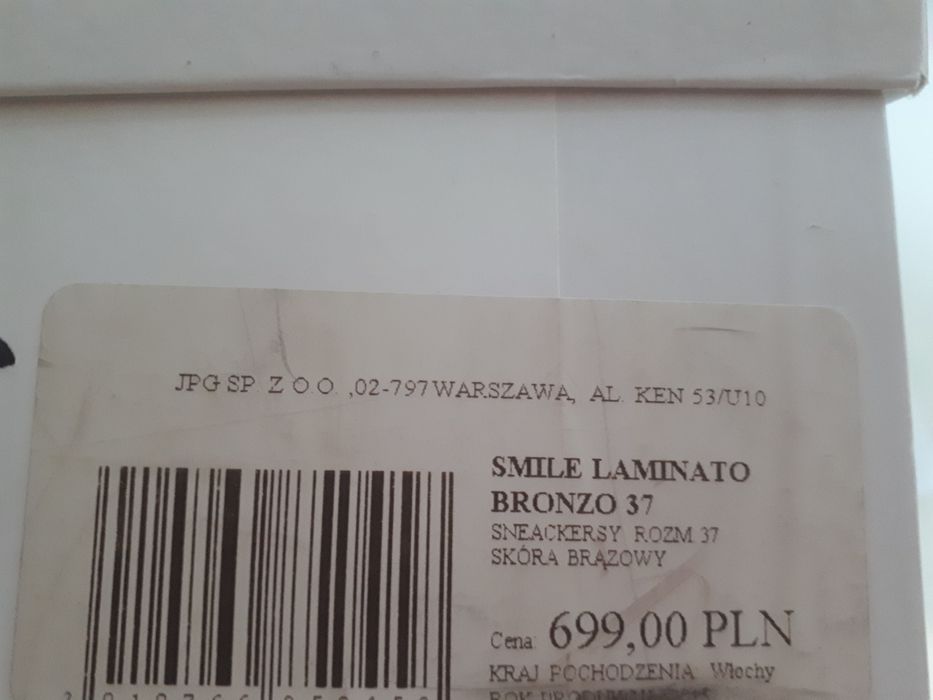 JPG SP. Z O.O. ,02-797 WARSZAWA, AL. KEN 53/U10
SMILE LAMINATO
BRONZO 37
SNEACKERSY ROZM 37
SKÓRA BRĄZOWY
Cena: 699,00 PLN
KRAJ POCHODZENIA: Włochy